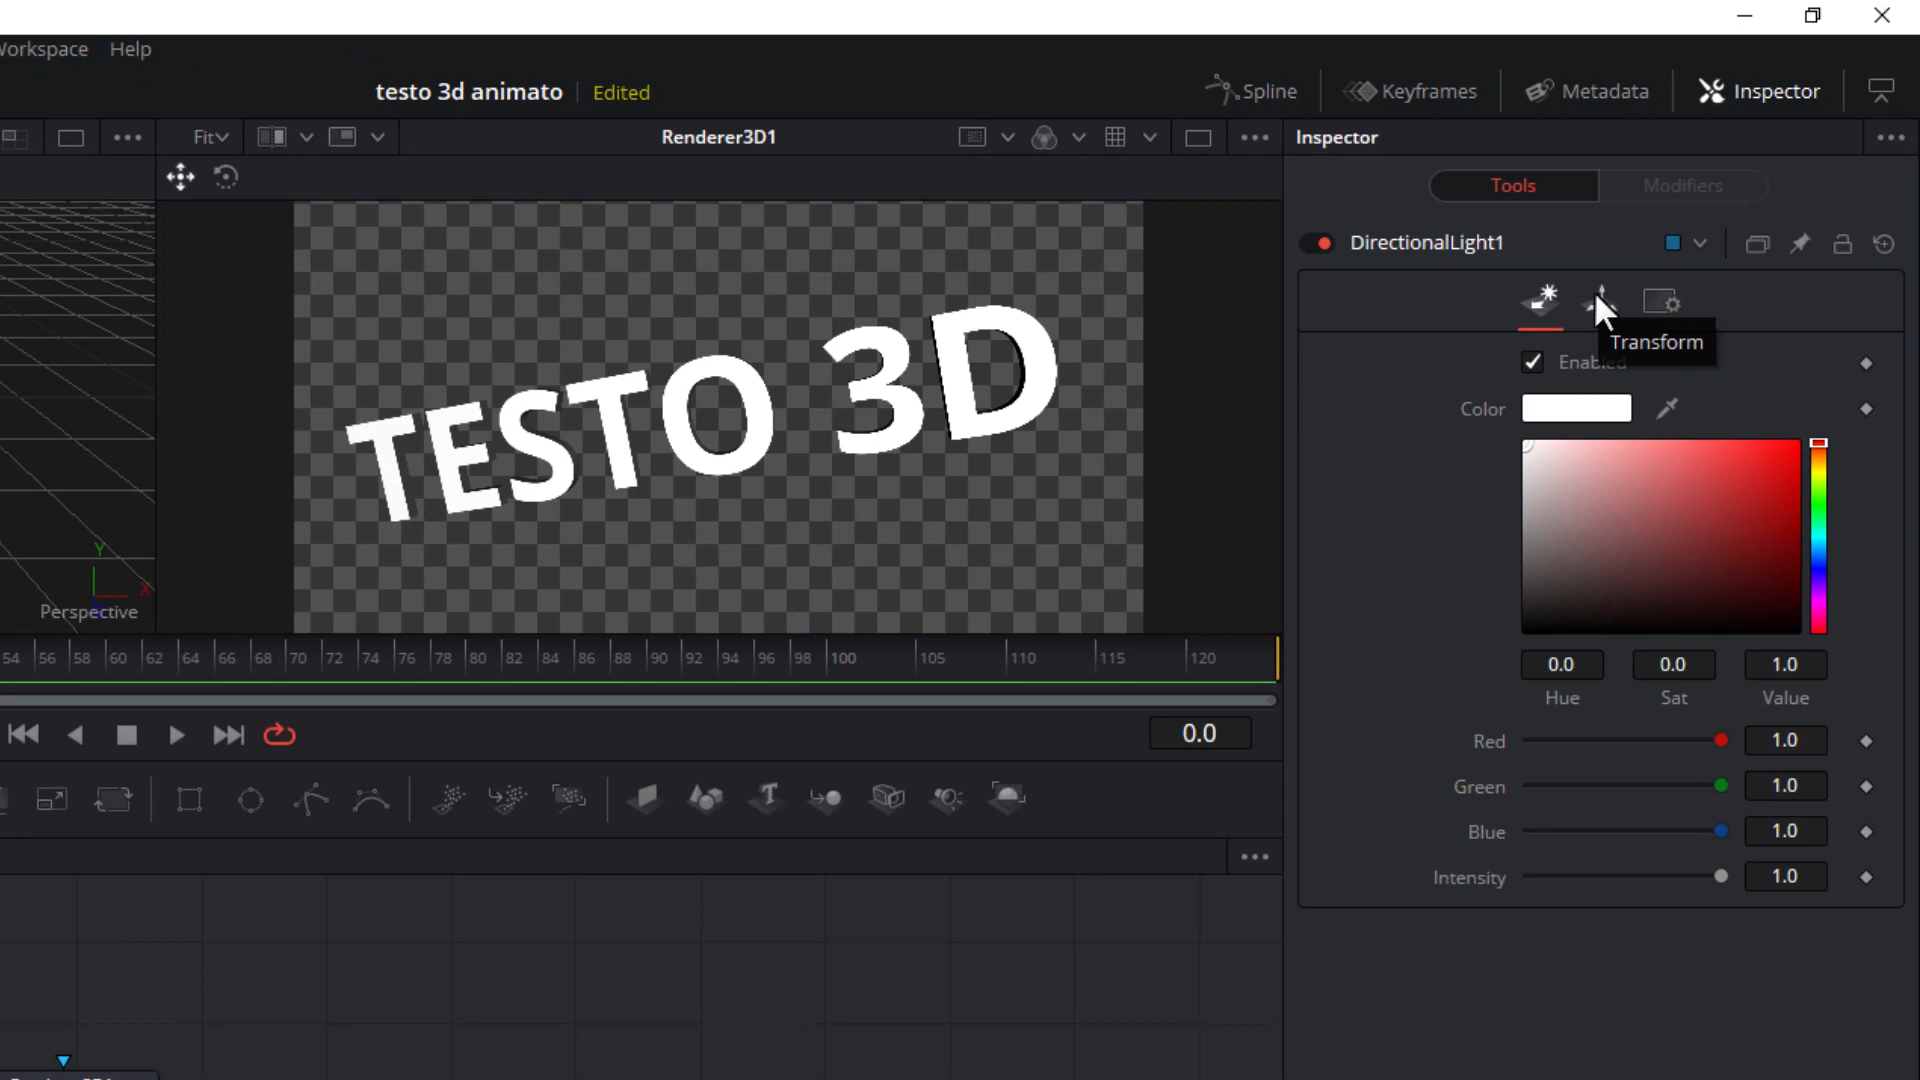 Workspace Help
testo 3d animato Edited
Spline Keyframes Metadata Inspector
Fit Renderer3D1 Inspector
Tools Modifiers
DirectionalLight1
Transform
Enabled
Color
TESTO 3D
Y
X
Perspective
54 56 58 60 62 64 66 68 70 72 74 76 78 80 82 84 86 88 90 92 94 96 98 100 105 110 115 120
0.0 0.0 1.0
Hue Sat Value
0.0
Red 1.0
Green 1.0
Blue 1.0
Intensity 1.0